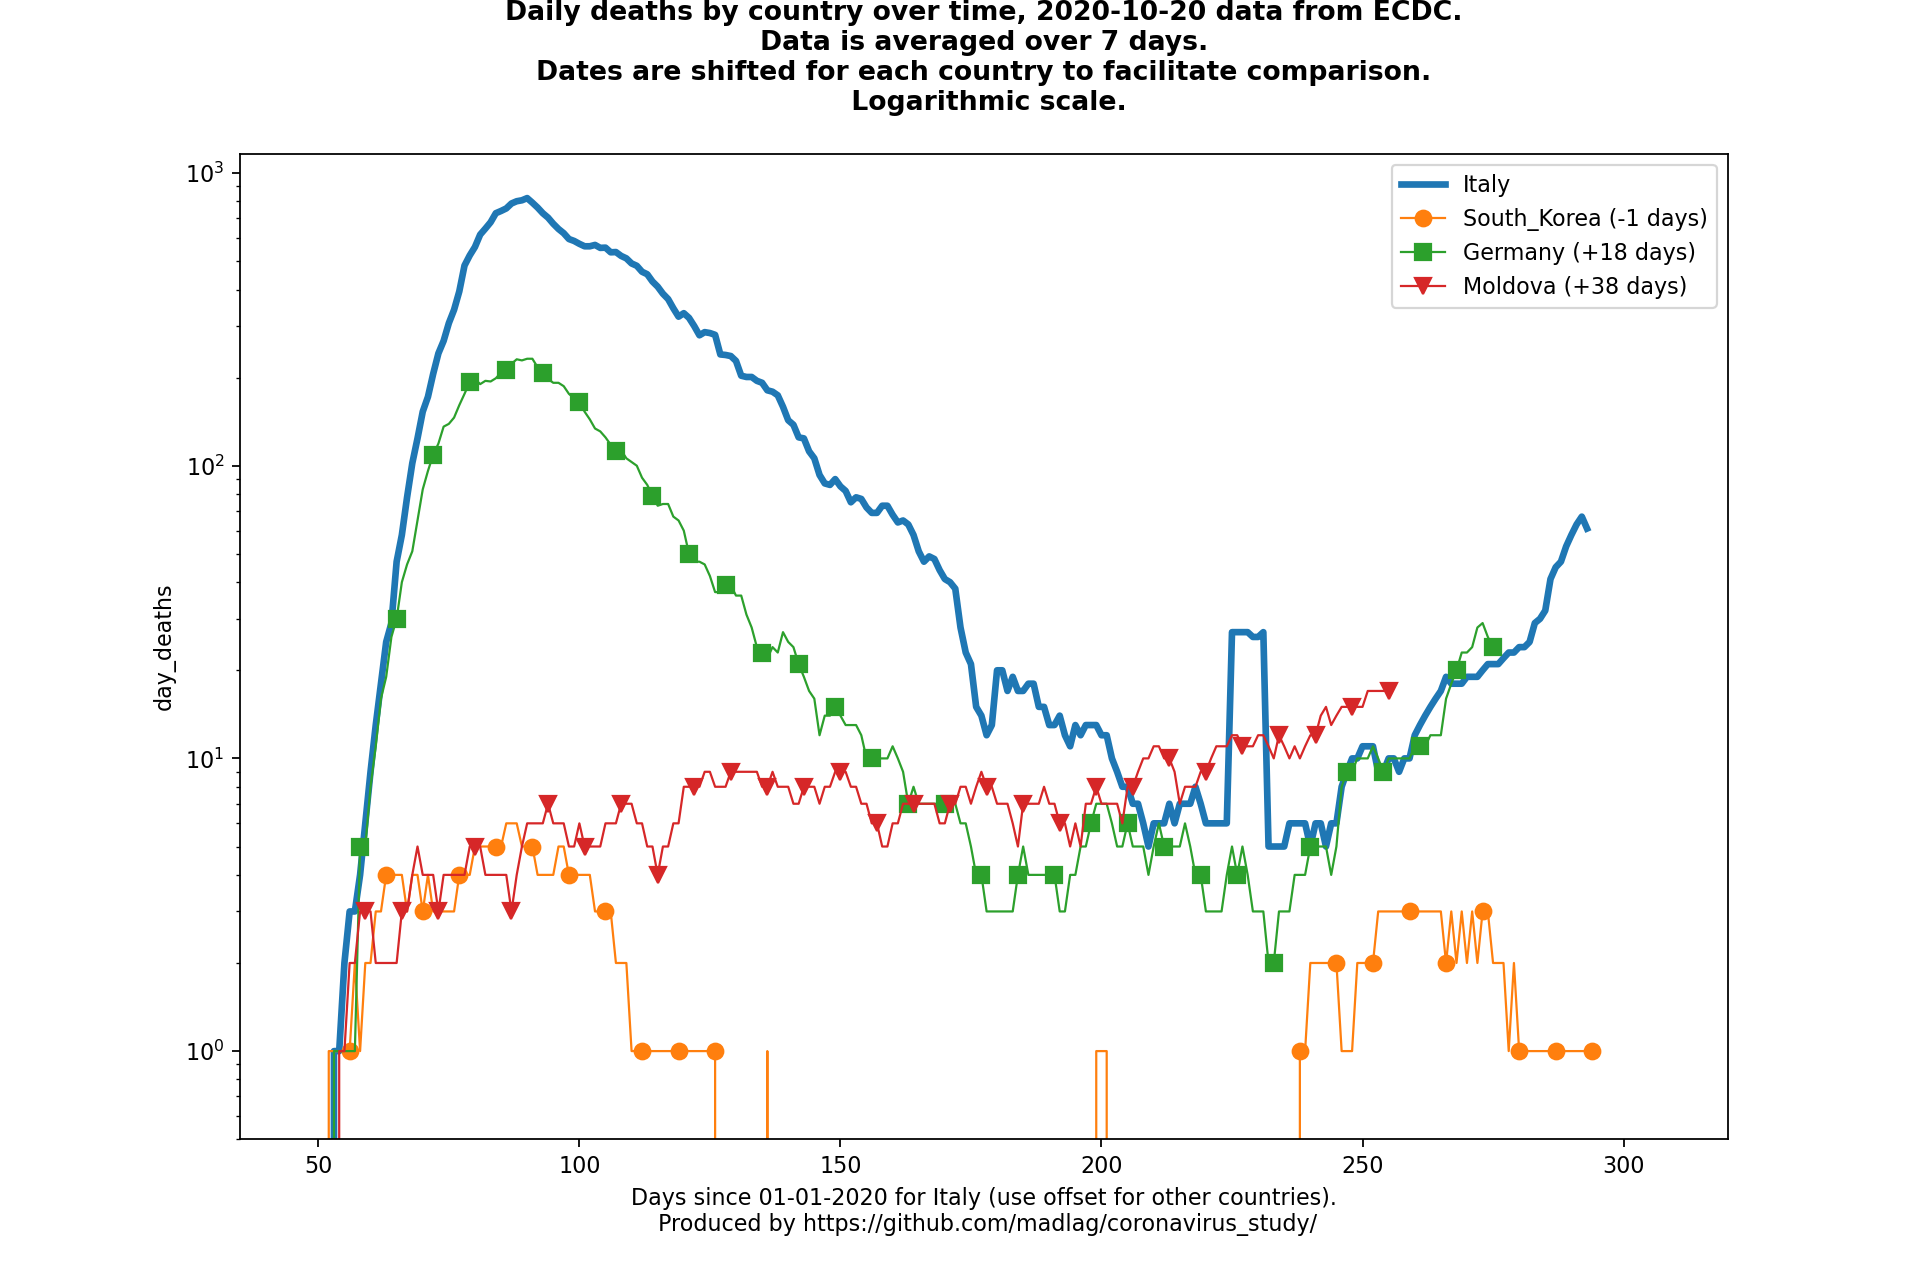 Daily deaths by country over time, 2020-10-20 data from ECDC.
Data is averaged over 7 days.
Dates are shifted for each country to facilitate comparison.
Logarithmic scale.
10³
10²
10¹
10⁰
day_deaths
Italy
South_Korea (-1 days)
Germany (+18 days)
Moldova (+38 days)
50 100 150 200 250 300
Days since 01-01-2020 for Italy (use offset for other countries).
Produced by https://github.com/madlag/coronavirus_study/